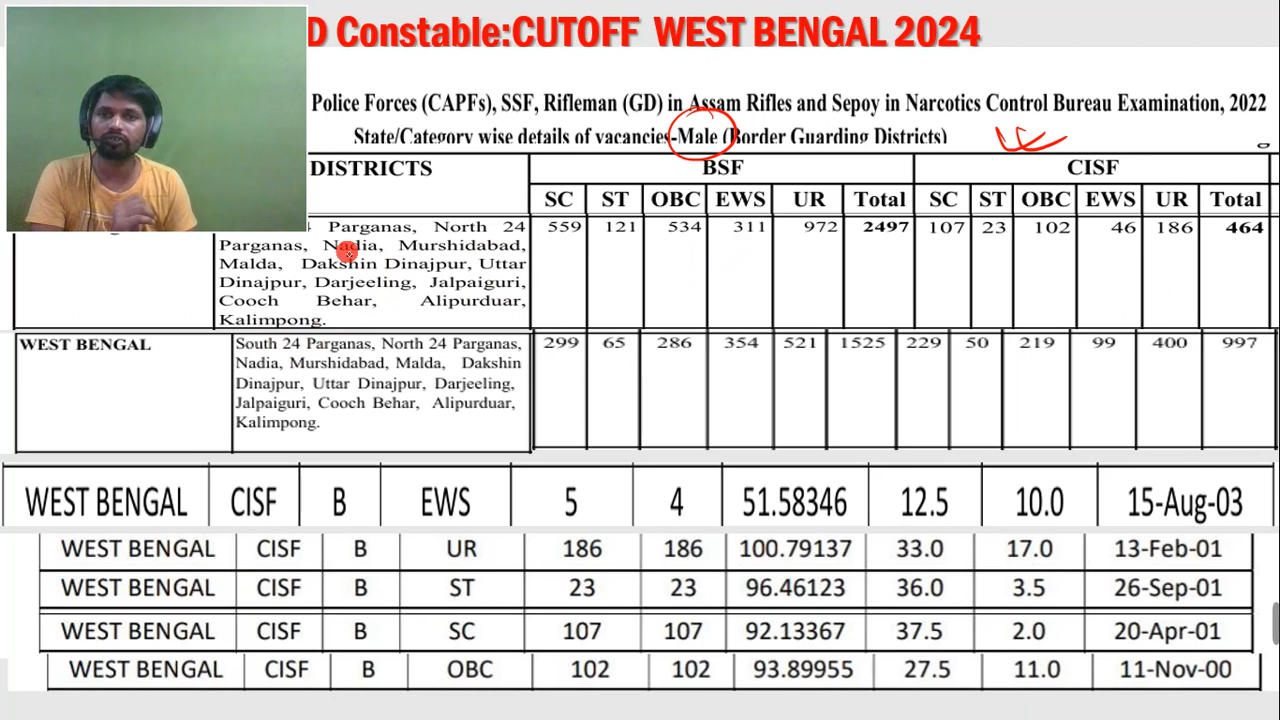 D Constable:CUTOFF WEST BENGAL 2024
Police Forces (CAPFs), SSF, Rifleman (GD) in Assam Rifles and Sepoy in Narcotics Control Bureau Examination, 2022
State/Category wise details of vacancies-Male (Border Guarding Districts)
DISTRICTS BSF CISF
SC ST OBC EWS UR Total SC ST OBC EWS UR Total
Parganas, North 24 559 121 534 311 972 2497 107 23 102 46 186 464
Parganas, Nadia, Murshidabad,
Malda, Dakshin Dinajpur, Uttar
Dinajpur, Darjeeling, Jalpaiguri,
Cooch Behar, Alipurduar,
Kalimpong.
WEST BENGAL South 24 Parganas, North 24 Parganas, 299 65 286 354 521 1525 229 50 219 99 400 997
Nadia, Murshidabad, Malda, Dakshin
Dinajpur, Uttar Dinajpur, Darjeeling,
Jalpaiguri, Cooch Behar, Alipurduar,
Kalimpong.
WEST BENGAL CISF B EWS 5 4 51.58346 12.5 10.0 15-Aug-03
WEST BENGAL CISF B UR 186 186 100.79137 33.0 17.0 13-Feb-01
WEST BENGAL CISF B ST 23 23 96.46123 36.0 3.5 26-Sep-01
WEST BENGAL CISF B SC 107 107 92.13367 37.5 2.0 20-Apr-01
WEST BENGAL CISF B OBC 102 102 93.89955 27.5 11.0 11-Nov-00